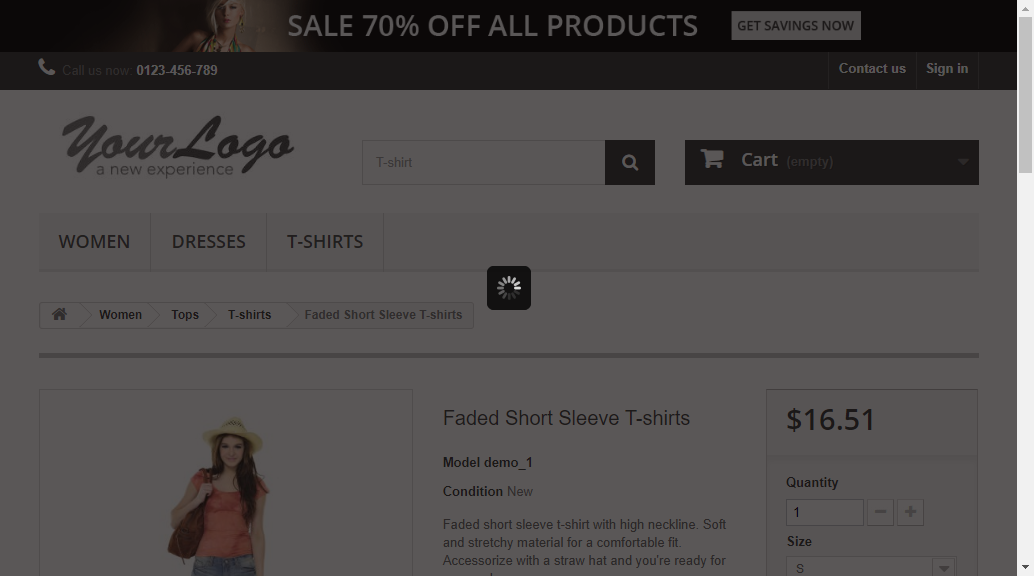 SALE 70% OFF ALL PRODUCTS
GET SAVINGS NOW
Call us now: 0123-456-789
Contact us
Sign in
YourLogo
a new experience
T-shirt
Cart (empty)
WOMEN
DRESSES
T-SHIRTS
Women
Tops
T-shirts
Faded Short Sleeve T-shirts
Faded Short Sleeve T-shirts
Model demo_1
Condition New
Faded short sleeve t-shirt with high neckline. Soft
and stretchy material for a comfortable fit.
Accessorize with a straw hat and you're ready for
$16.51
Quantity
1
Size
S